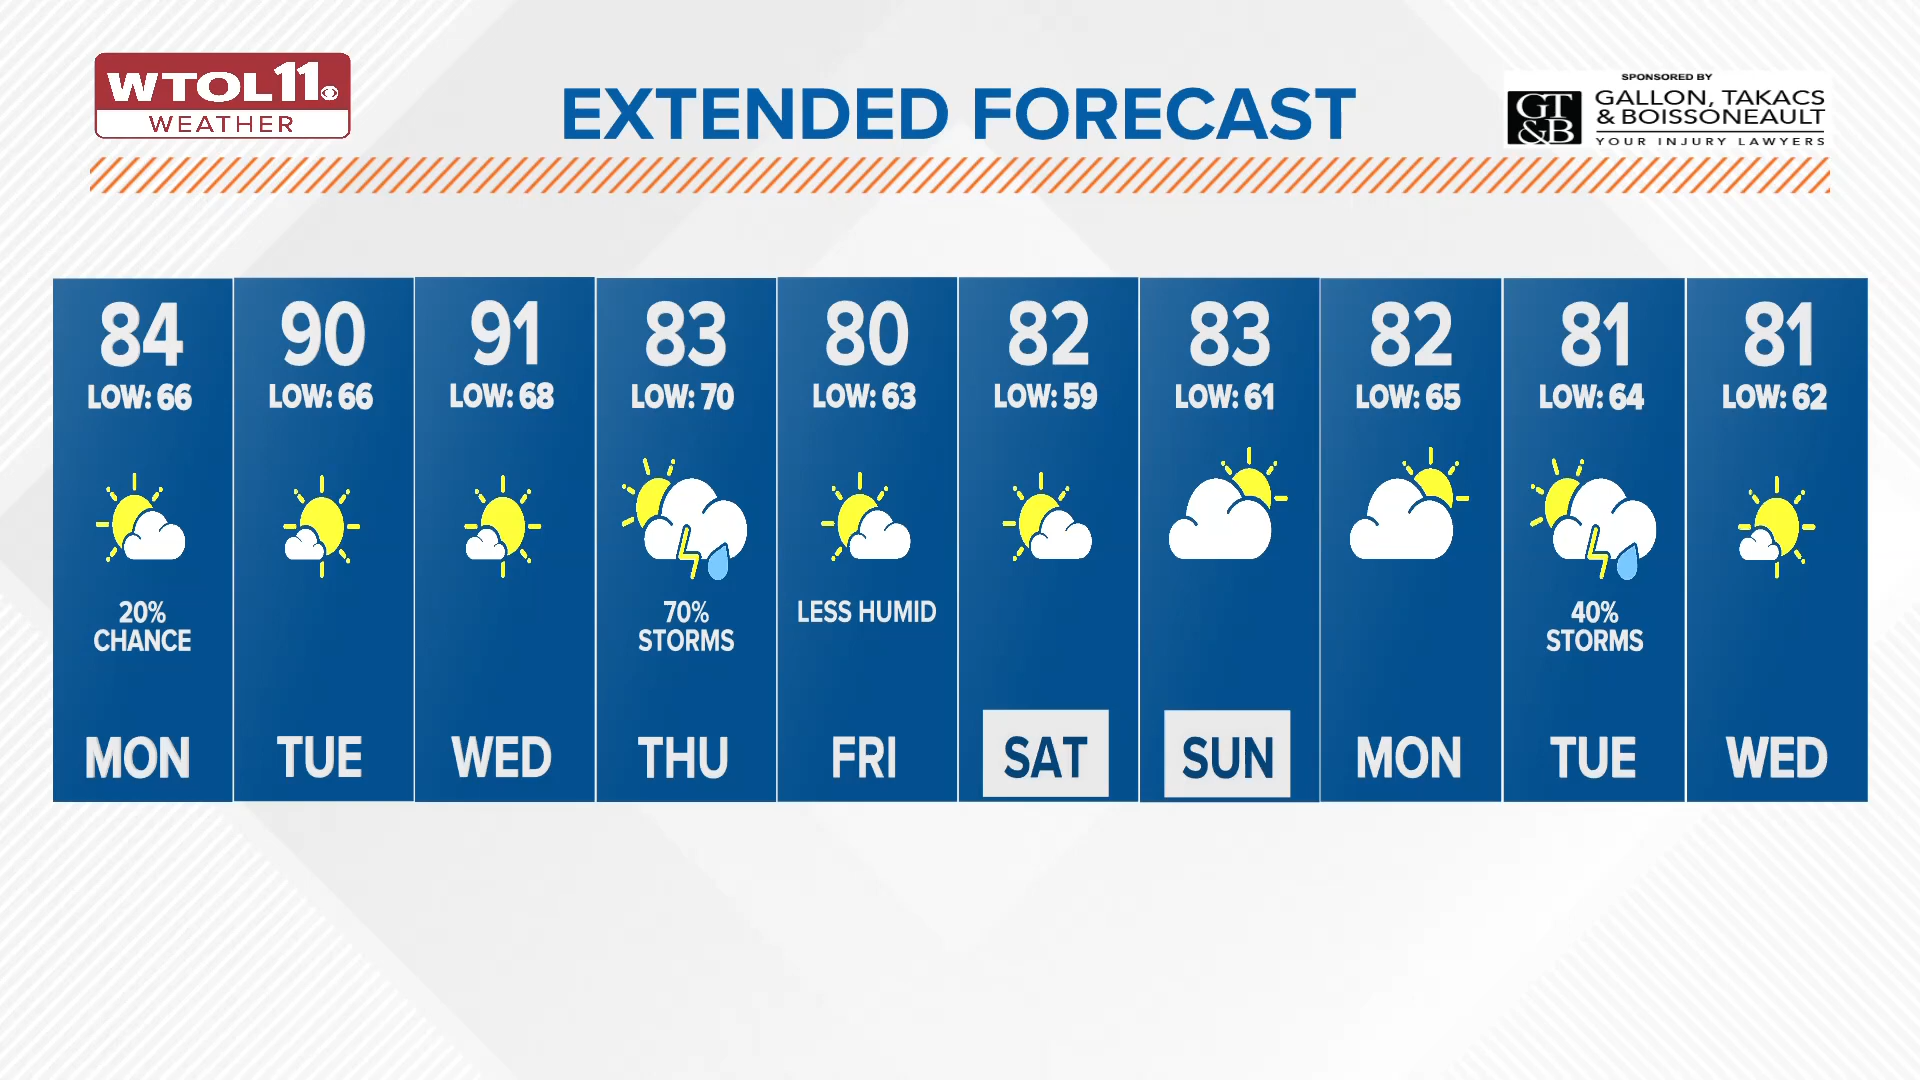 WTOL11
WEATHER
EXTENDED FORECAST
SPONSORED BY
GT
&B
GALLON, TAKACS
& BOISSONEAULT
YOUR INJURY LAWYERS
84
LOW: 66
20%
CHANCE
MON
90
LOW: 66
TUE
91
LOW: 68
WED
83
LOW: 70
70%
STORMS
THU
80
LOW: 63
LESS HUMID
FRI
82
LOW: 59
SAT
83
LOW: 61
SUN
82
LOW: 65
MON
81
LOW: 64
40%
STORMS
TUE
81
LOW: 62
WED